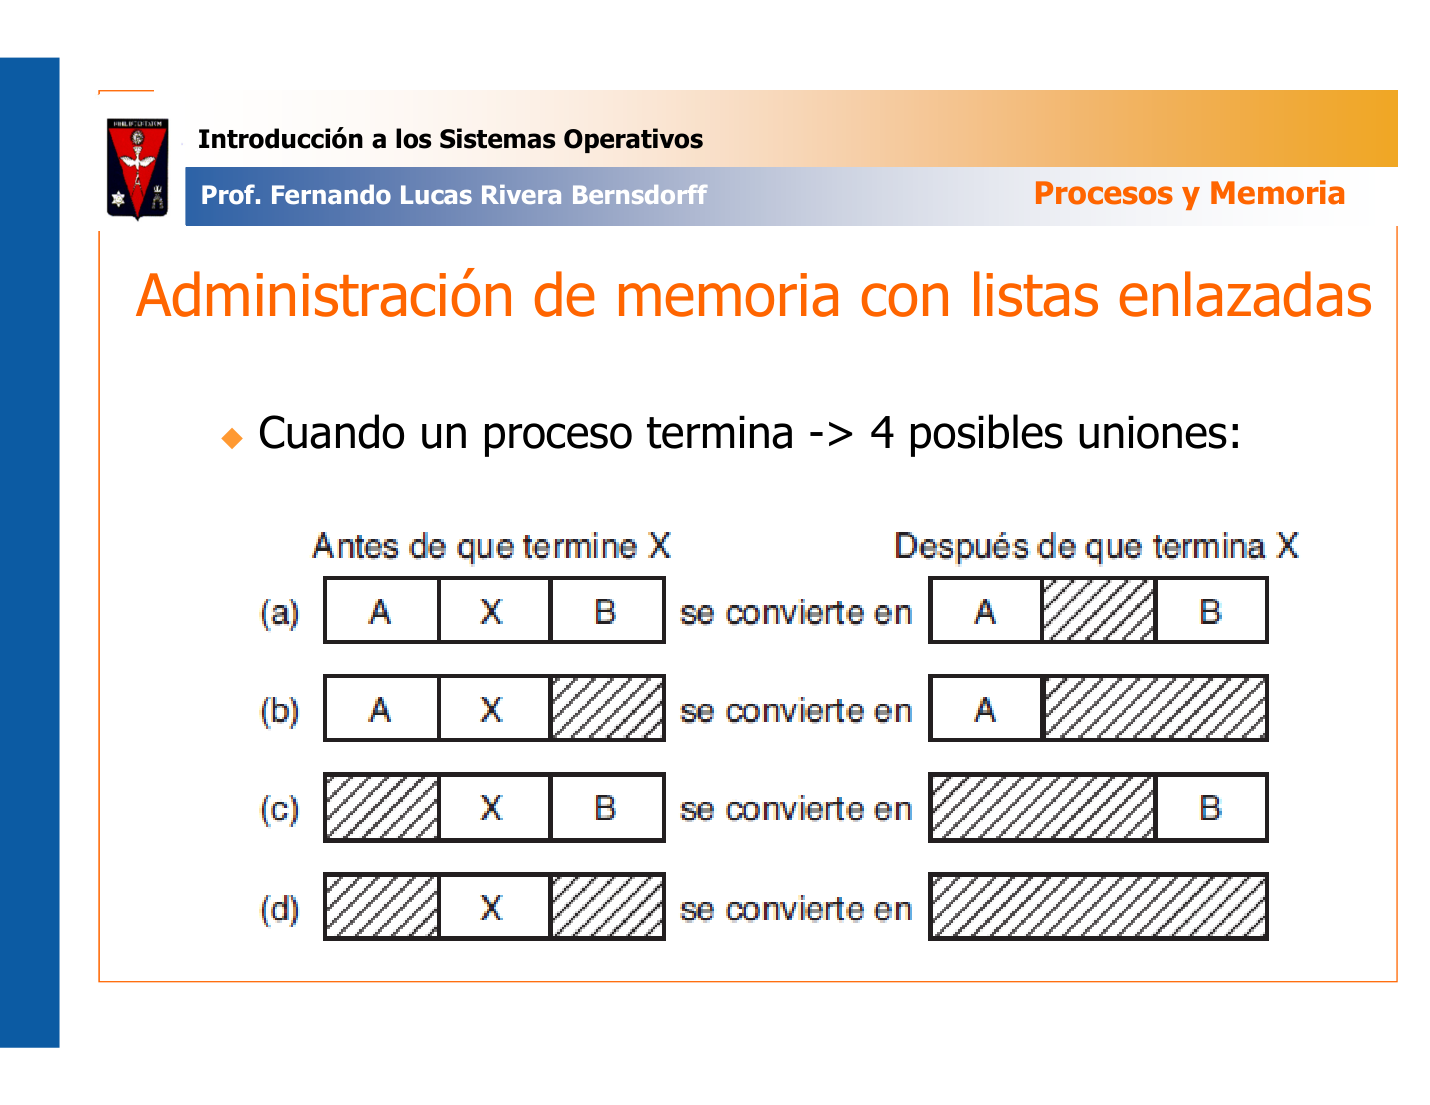 Introducción a los Sistemas Operativos
Prof. Fernando Lucas Rivera Bernsdorff
Procesos y Memoria
Administración de memoria con listas enlazadas
Cuando un proceso termina -> 4 posibles uniones:
Antes de que termine X
Después de que termina X
(a) A X B se convierte en A B
(b) A X se convierte en A
(c) X B se convierte en B
(d) X se convierte en